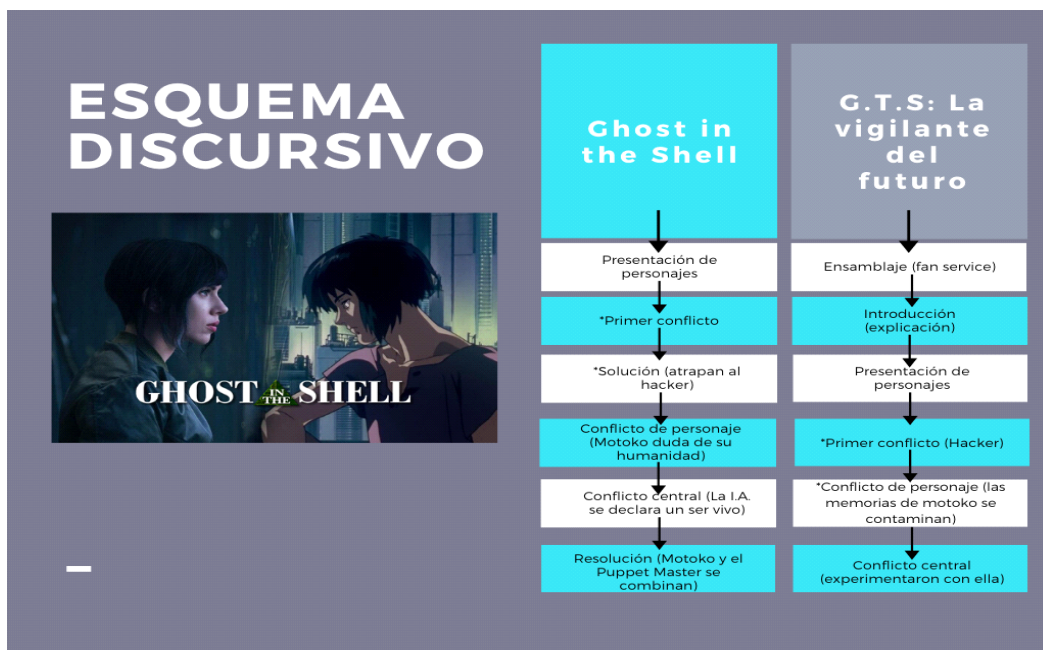 ESQUEMA
DISCURSIVO
GHOST IN THE SHELL
Ghost in
the Shell
Presentación de
personajes
*Primer conflicto
*Solución (atrapan al
hacker)
Conflicto de personaje
(Motoko duda de su
humanidad)
Conflicto central (La I.A.
se declara un ser vivo)
Resolución (Motoko y el
Puppet Master se
combinan)
G.T.S: La
vigilante
del
futuro
Ensamblaje (fan service)
Introducción
(explicación)
Presentación de
personajes
*Primer conflicto (Hacker)
*Conflicto de personaje (las
memorias de motoko se
contaminan)
Conflicto central
(experimentaron con ella)